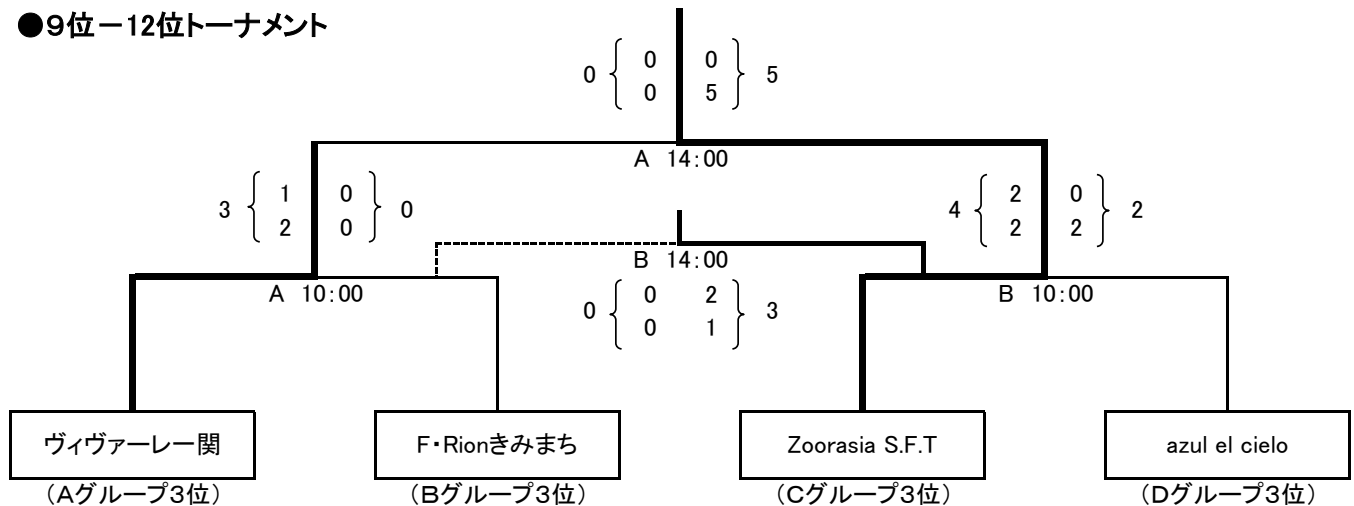 ●9位－12位トーナメント
0 { 0 0 } 5
0 5
A 14:00
3 { 1 0 } 0
2 0
4 { 2 0 } 2
2 2
B 14:00
A 10:00
B 10:00
0 { 0 2 } 3
0 1
ヴィヴァーレ一関
F・Rionきみまち
Zoorasia S.F.T
azul el cielo
（Aグループ3位）
（Bグループ3位）
（Cグループ3位）
（Dグループ3位）